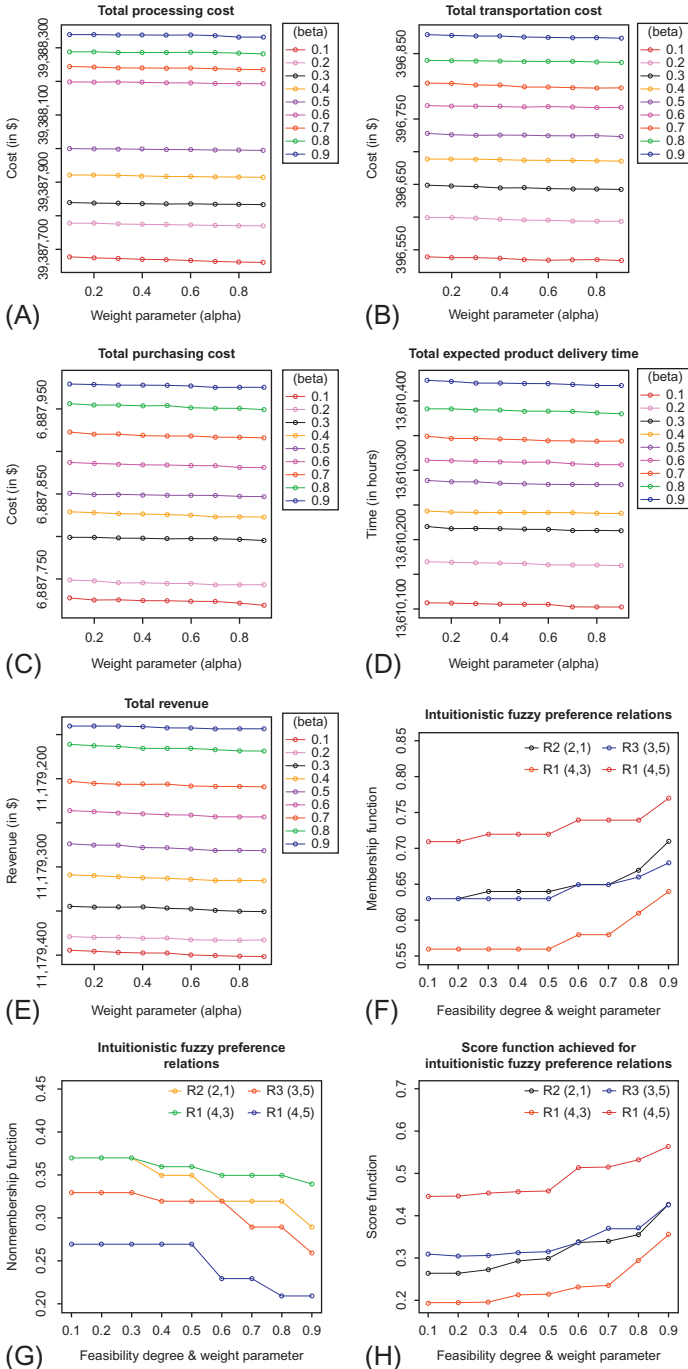 Total processing cost
Cost (in $)
39,388,300
39,388,100
39,387,900
39,387,700
0.2
0.4
0.6
0.8
Weight parameter (alpha)
(beta)
0.1
0.2
0.3
0.4
0.5
0.6
0.7
0.8
0.9
(A)
Total transportation cost
Cost (in $)
396,850
396,750
396,650
396,550
0.2
0.4
0.6
0.8
Weight parameter (alpha)
(beta)
0.1
0.2
0.3
0.4
0.5
0.6
0.7
0.8
0.9
(B)
Total purchasing cost
Cost (in $)
6,887,950
6,887,850
6,887,750
0.2
0.4
0.6
0.8
Weight parameter (alpha)
(beta)
0.1
0.2
0.3
0.4
0.5
0.6
0.7
0.8
0.9
(C)
Total expected product delivery time
Time (in hours)
13,610,400
13,610,300
13,610,200
13,610,100
0.2
0.4
0.6
0.8
Weight parameter (alpha)
(beta)
0.1
0.2
0.3
0.4
0.5
0.6
0.7
0.8
0.9
(D)
Total revenue
Revenue (in $)
11,179,200
11,179,300
11,179,400
0.2
0.4
0.6
0.8
Weight parameter (alpha)
(beta)
0.1
0.2
0.3
0.4
0.5
0.6
0.7
0.8
0.9
(E)
Intuitionistic fuzzy preference relations
Membership function
0.85
0.80
0.75
0.70
0.65
0.60
0.55
R2 (2,1)
R3 (3,5)
R1 (4,3)
R1 (4,5)
0.1
0.2
0.3
0.4
0.5
0.6
0.7
0.8
0.9
Feasibility degree & weight parameter
(F)
Intuitionistic fuzzy preference
relations
Nonmembership function
0.45
0.40
0.35
0.30
0.25
0.20
R2 (2,1)
R3 (3,5)
R1 (4,3)
R1 (4,5)
0.1
0.2
0.3
0.4
0.5
0.6
0.7
0.8
0.9
Feasibility degree & weight parameter
(G)
Score function achieved for
intuitionistic fuzzy preference relations
Score function
0.7
0.6
0.5
0.4
0.3
0.2
R2 (2,1)
R3 (3,5)
R1 (4,3)
R1 (4,5)
0.1
0.2
0.3
0.4
0.5
0.6
0.7
0.8
0.9
Feasibility degree & weight parameter
(H)